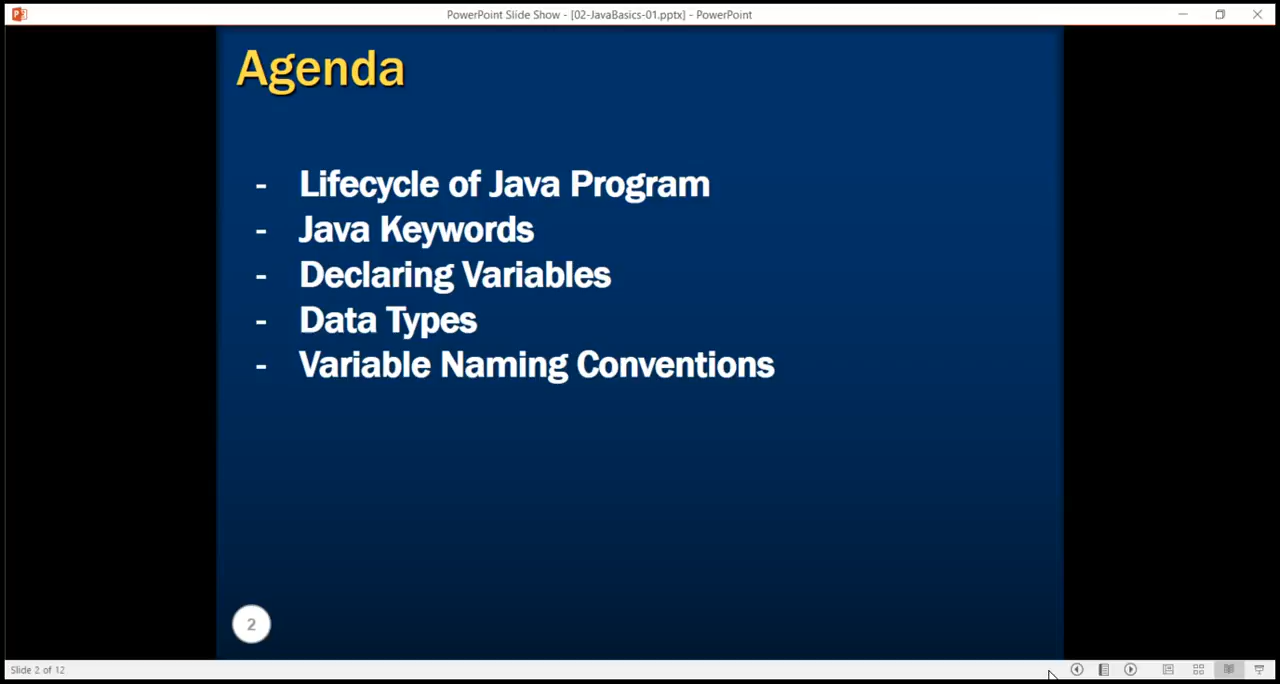 PowerPoint Slide Show - [02-JavaBasics-01.pptx] - PowerPoint
Agenda
- Lifecycle of Java Program
- Java Keywords
- Declaring Variables
- Data Types
- Variable Naming Conventions
2
Slide 2 of 12